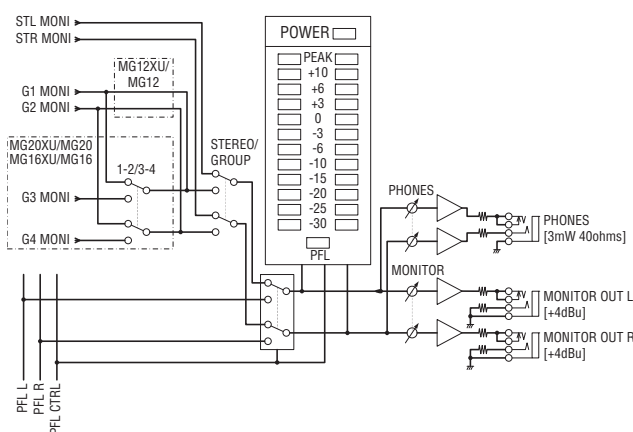 STL MONI
STR MONI
MG12XU/
MG12
G1 MONI
G2 MONI
MG20XU/MG20
MG16XU/MG16
1-2/3-4
G3 MONI
G4 MONI
STEREO/
GROUP
POWER
PEAK
+10
+6
+3
0
-3
-6
-10
-15
-20
-25
-30
PFL
PHONES
PHONES
[3mW 40ohms]
MONITOR
MONITOR OUT L
[+4dBu]
MONITOR OUT R
[+4dBu]
PFL L
PFL R
PFL CTRL